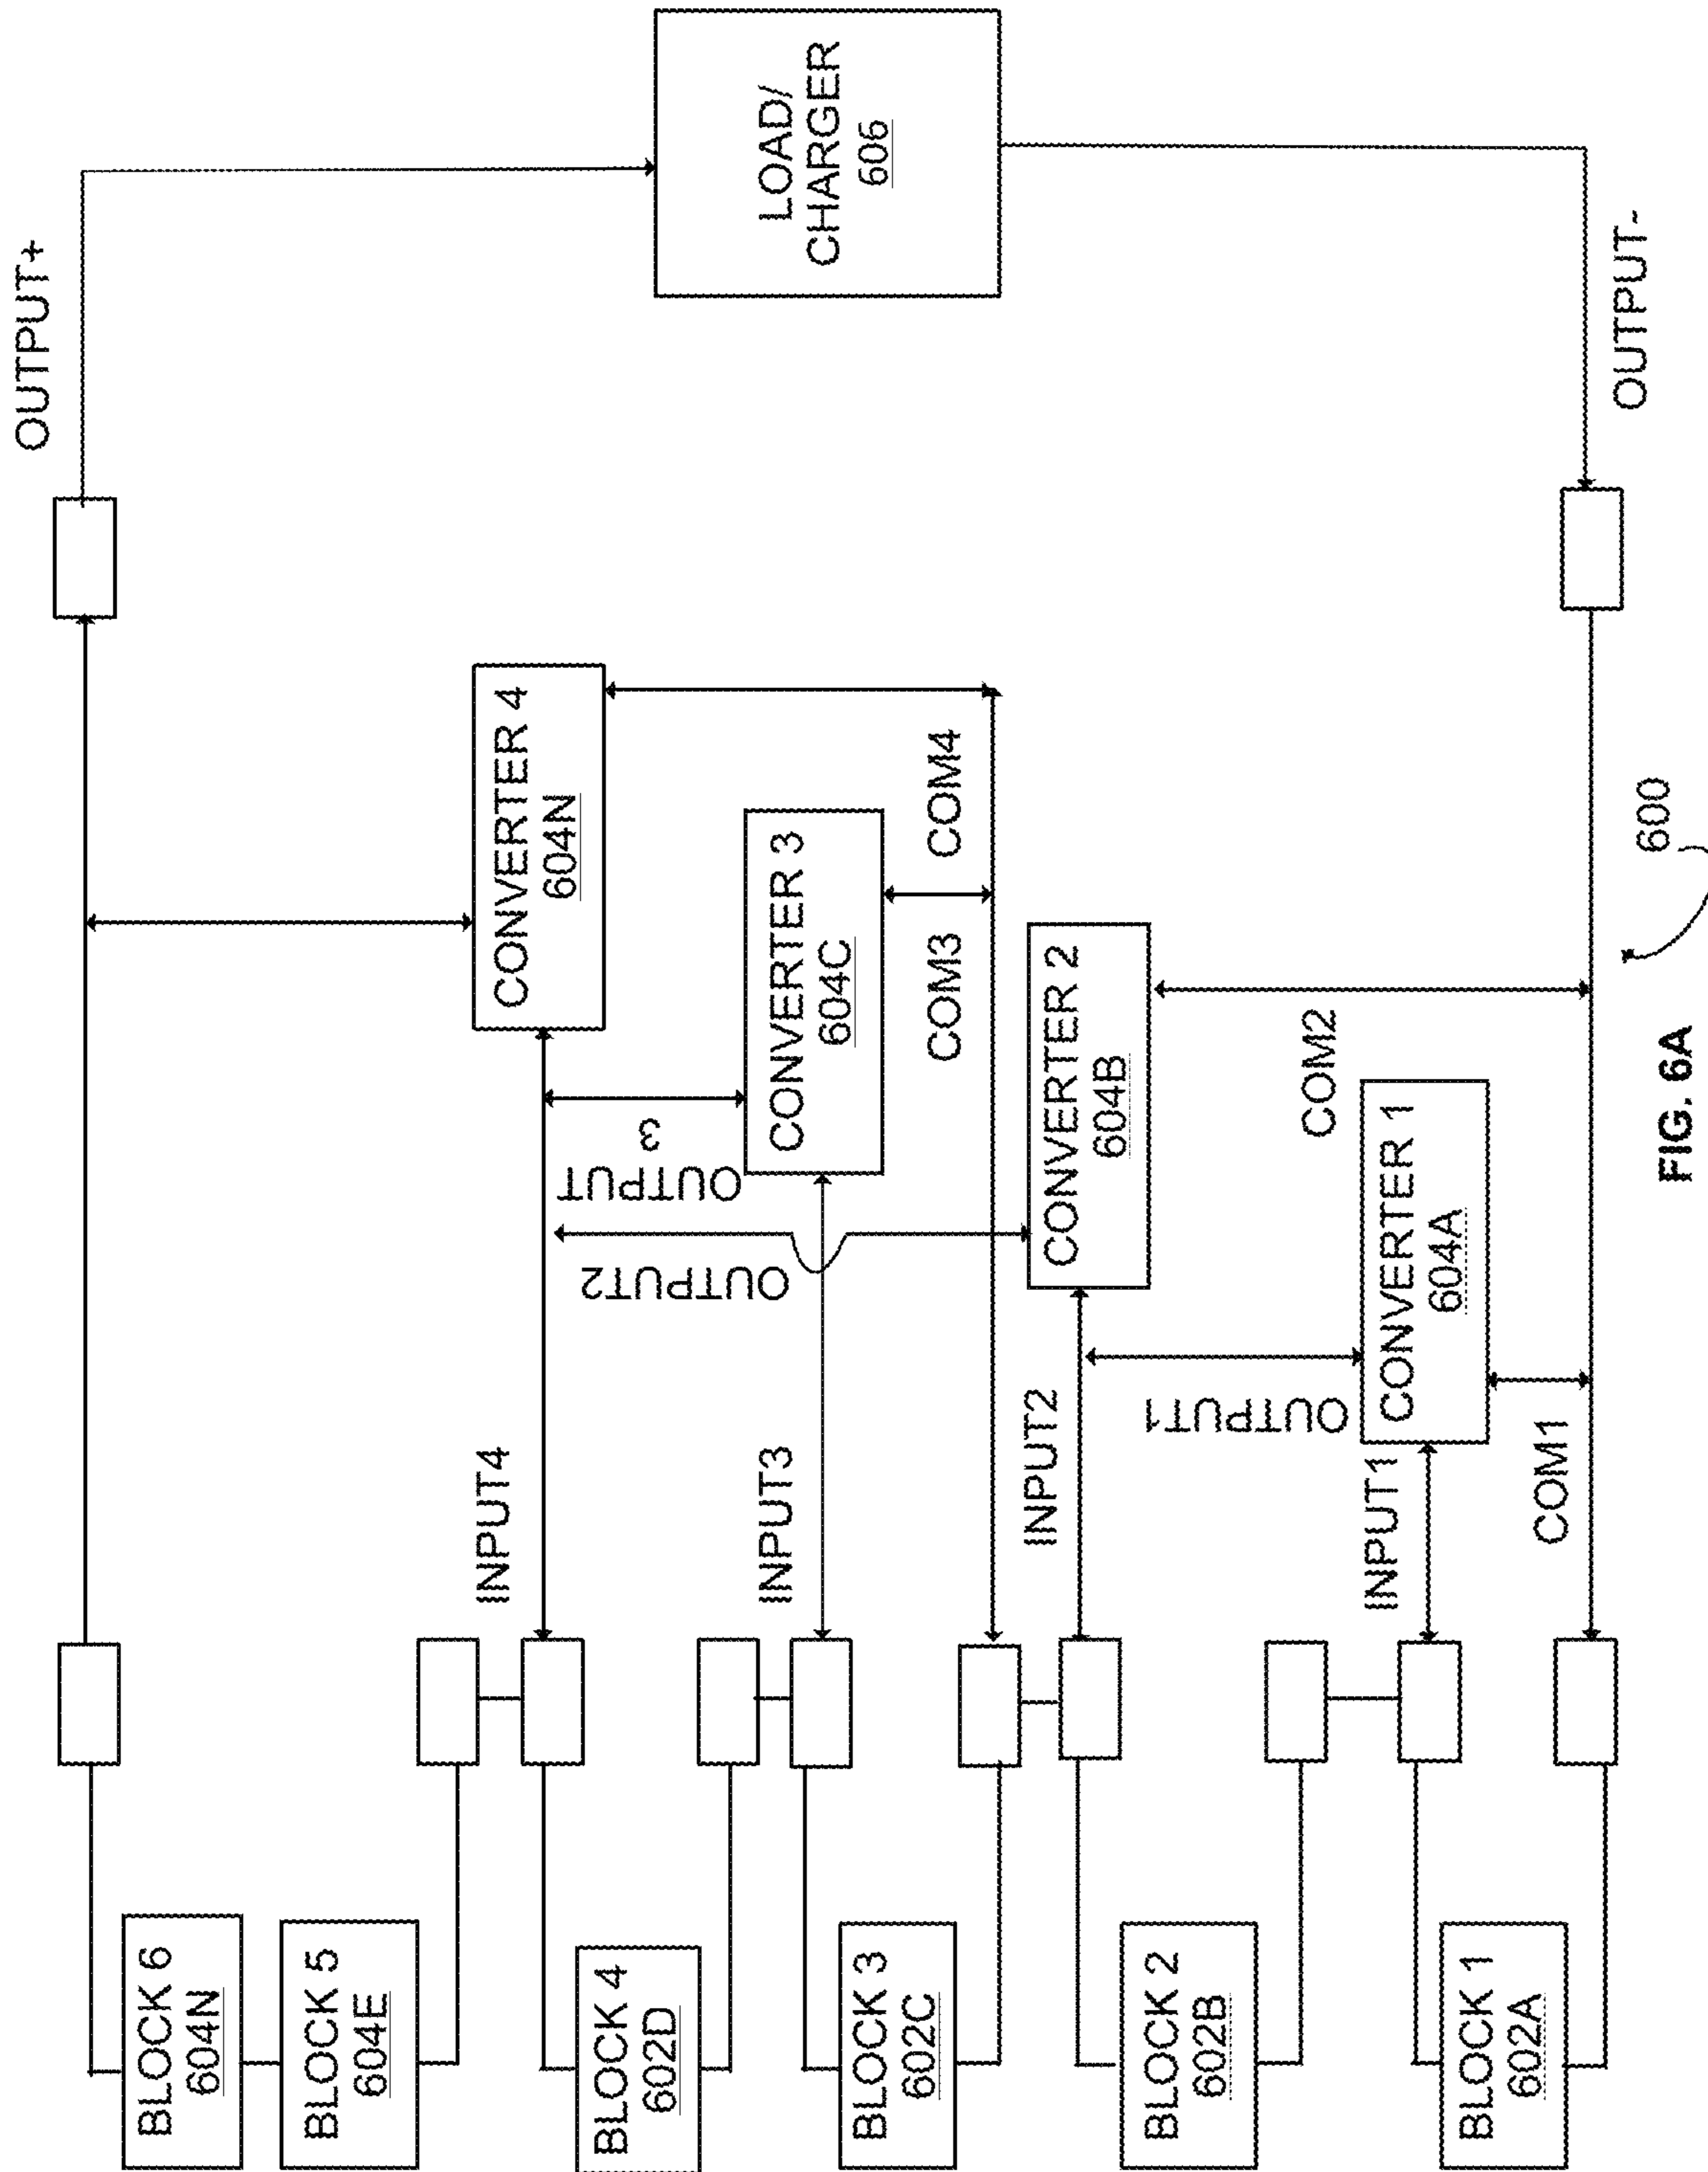 OUTPUT+
LOAD/
CHARGER
606
OUTPUT-
CONVERTER 4
604N
CONVERTER 3
604C
COM4
COM3
OUTPUT
3
OUTPUT2
CONVERTER 2
604B
COM2
CONVERTER 1
604A
OUTPUT1
INPUT4
INPUT3
INPUT2
INPUT1
COM1
BLOCK 6
604N
BLOCK 5
604E
BLOCK 4
602D
BLOCK 3
602C
BLOCK 2
602B
BLOCK 1
602A
600
FIG. 6A